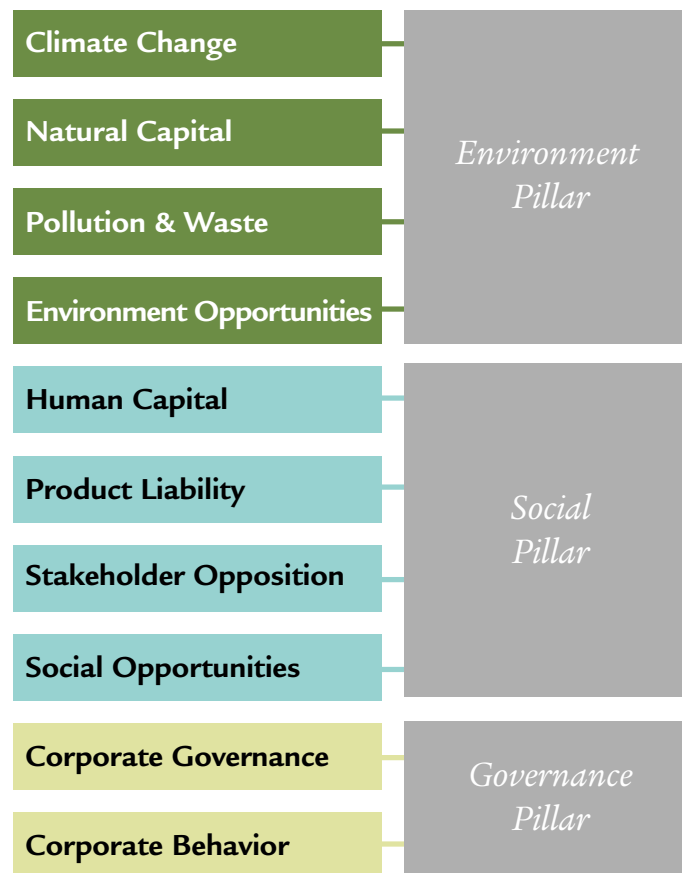 Climate Change
Natural Capital
Pollution & Waste
Environment Opportunities
Environment
Pillar
Human Capital
Product Liability
Stakeholder Opposition
Social Opportunities
Social
Pillar
Corporate Governance
Corporate Behavior
Governance
Pillar